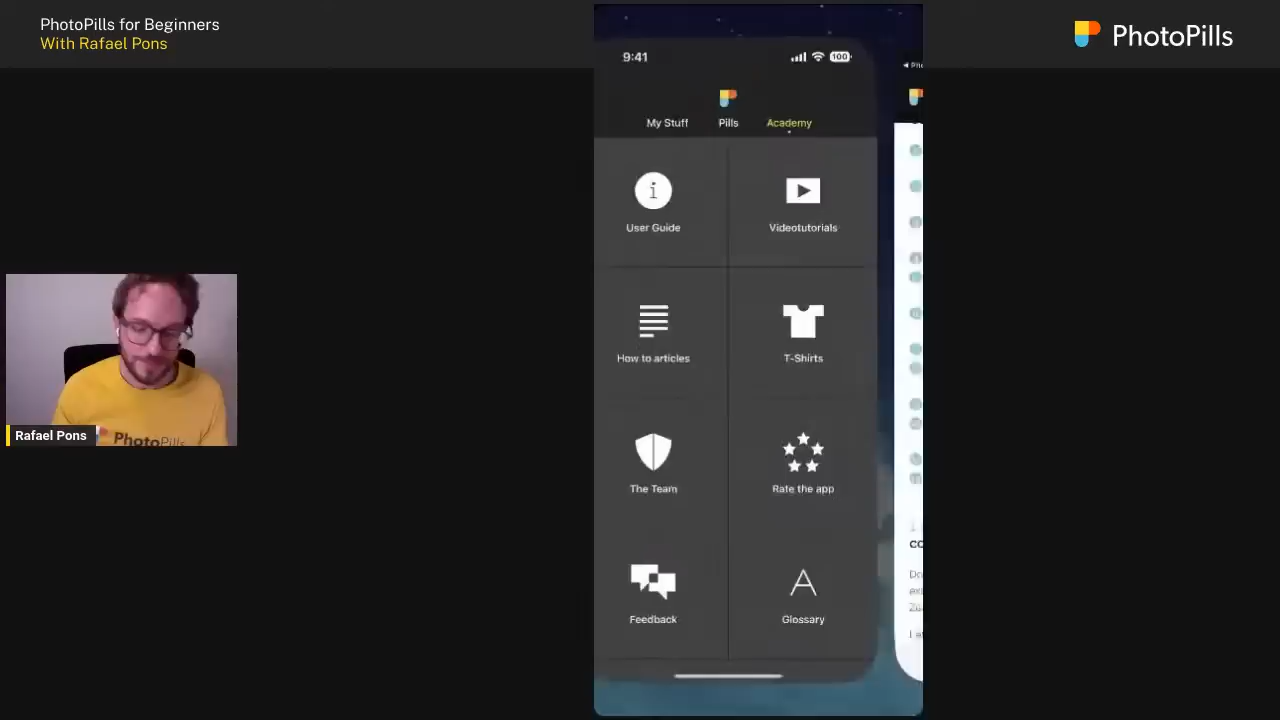 PhotoPills for Beginners
With Rafael Pons
PhotoPills
9:41
100
My Stuff
Pills
Academy
User Guide
Videotutorials
How to articles
T-Shirts
The Team
Rate the app
Feedback
Glossary
PhotoPills
Rafael Pons